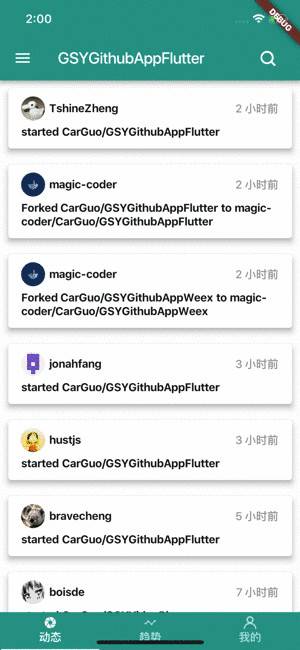 2:00
DEBUG
GSYGithubAppFlutter
TshineZheng 2 小时前
started CarGuo/GSYGithubAppFlutter
magic-coder 2 小时前
Forked CarGuo/GSYGithubAppFlutter to magic-
coder/CarGuo/GSYGithubAppFlutter
magic-coder 2 小时前
Forked CarGuo/GSYGithubAppWeex to magic-
coder/CarGuo/GSYGithubAppWeex
jonahfang 3 小时前
started CarGuo/GSYGithubAppFlutter
hustjs 3 小时前
started CarGuo/GSYGithubAppFlutter
bravecheng 5 小时前
started CarGuo/GSYGithubAppFlutter
boisde 7 小时前
动态 趋势 我的